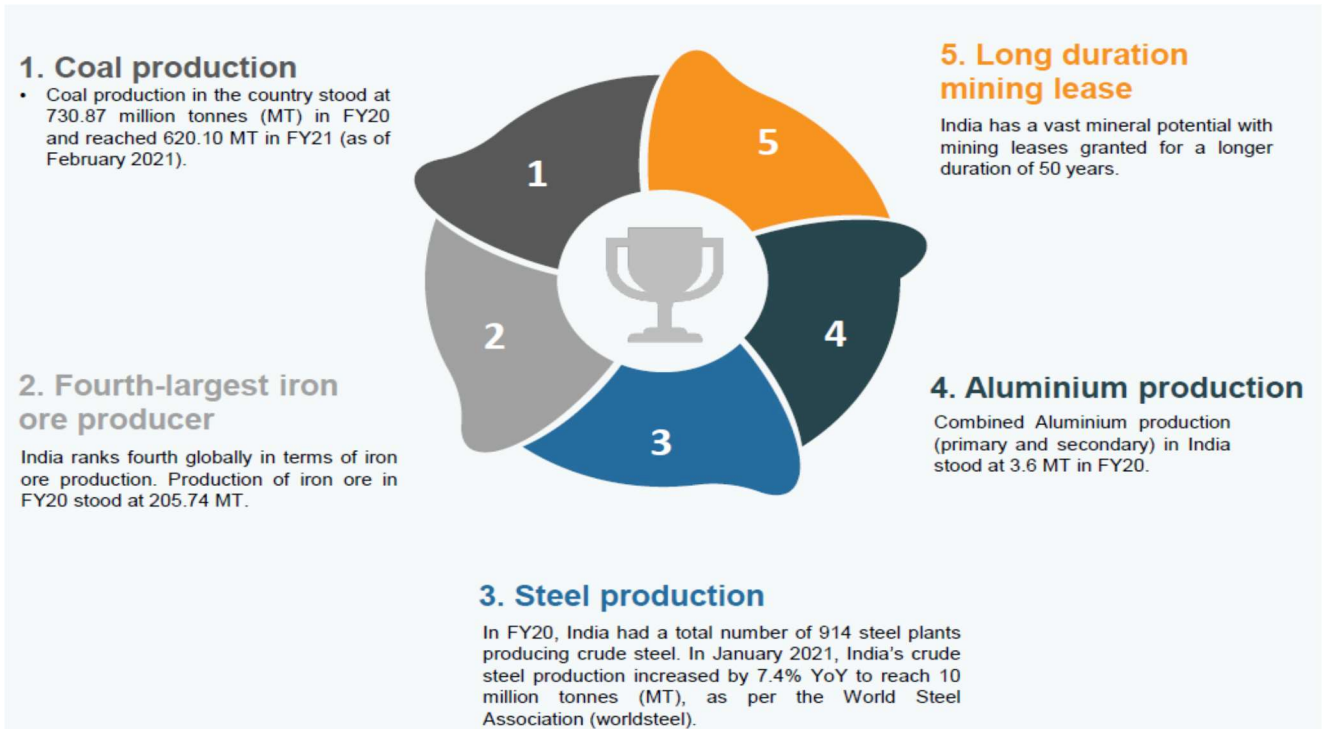 1. Coal production
• Coal production in the country stood at
730.87 million tonnes (MT) in FY20
and reached 620.10 MT in FY21 (as of
February 2021).
2. Fourth-largest iron
ore producer
India ranks fourth globally in terms of iron
ore production. Production of iron ore in
FY20 stood at 205.74 MT.
3. Steel production
In FY20, India had a total number of 914 steel plants
producing crude steel. In January 2021, India’s crude
steel production increased by 7.4% YoY to reach 10
million tonnes (MT), as per the World Steel
Association (worldsteel).
4. Aluminium production
Combined Aluminium production
(primary and secondary) in India
stood at 3.6 MT in FY20.
5. Long duration
mining lease
India has a vast mineral potential with
mining leases granted for a longer
duration of 50 years.
1
2
3
4
5